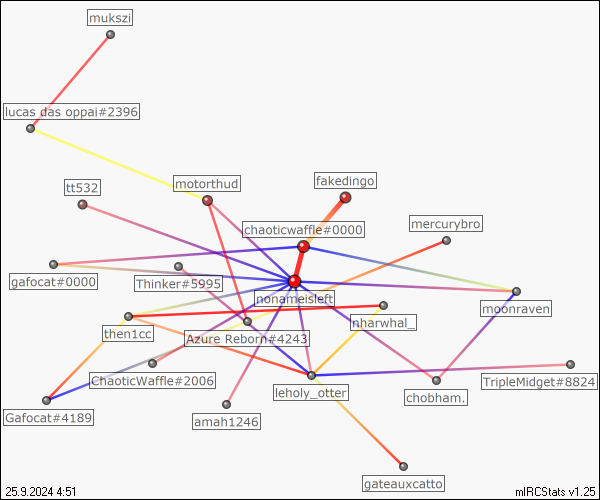 mukszi
lucas das oppai#2396
tt532
motorthud
fakedingo
chaoticwaffle#0000
mercurybro
gafocat#0000
Thinker#5995
nonameisleft
moonraven
then1cc
Azure Reborn#4243
nharwhal_
ChaoticWaffle#2006
leholy_otter
chobham.
TripleMidget#8824
Gafocat#4189
amah1246
gateauxcatto
25.9.2024 4:51
mIRCStats v1.25